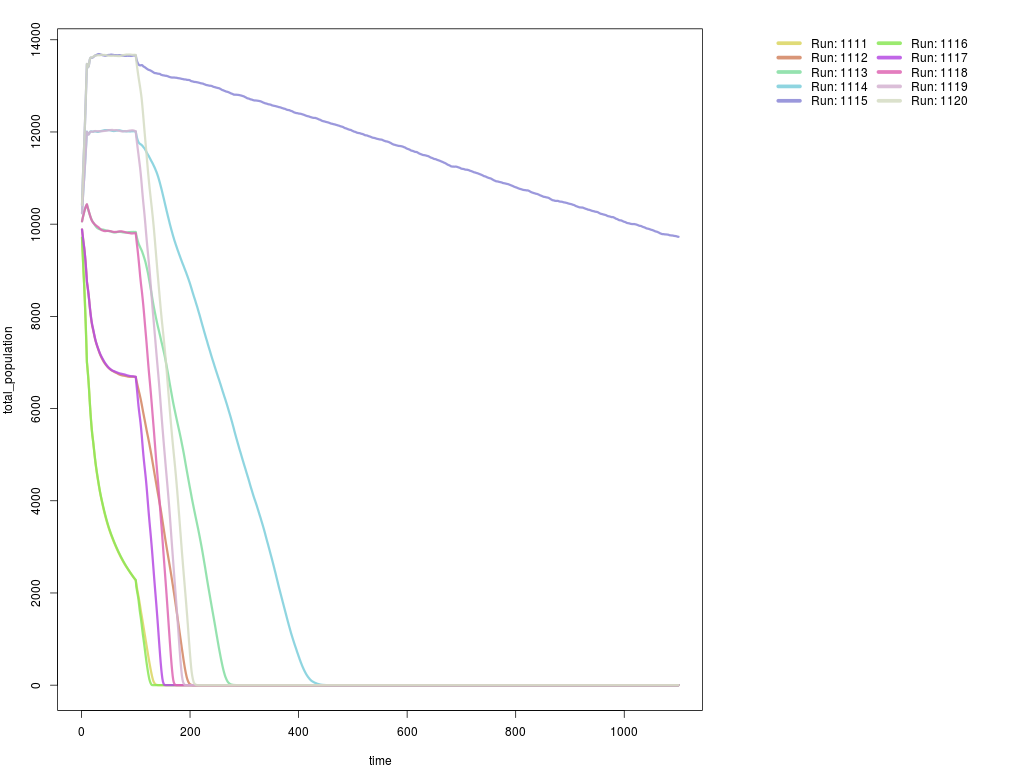 14000
12000
10000
8000
6000
4000
2000
0
total_population
0 200 400 600 800 1000
time
Run: 1111 Run: 1116
Run: 1112 Run: 1117
Run: 1113 Run: 1118
Run: 1114 Run: 1119
Run: 1115 Run: 1120